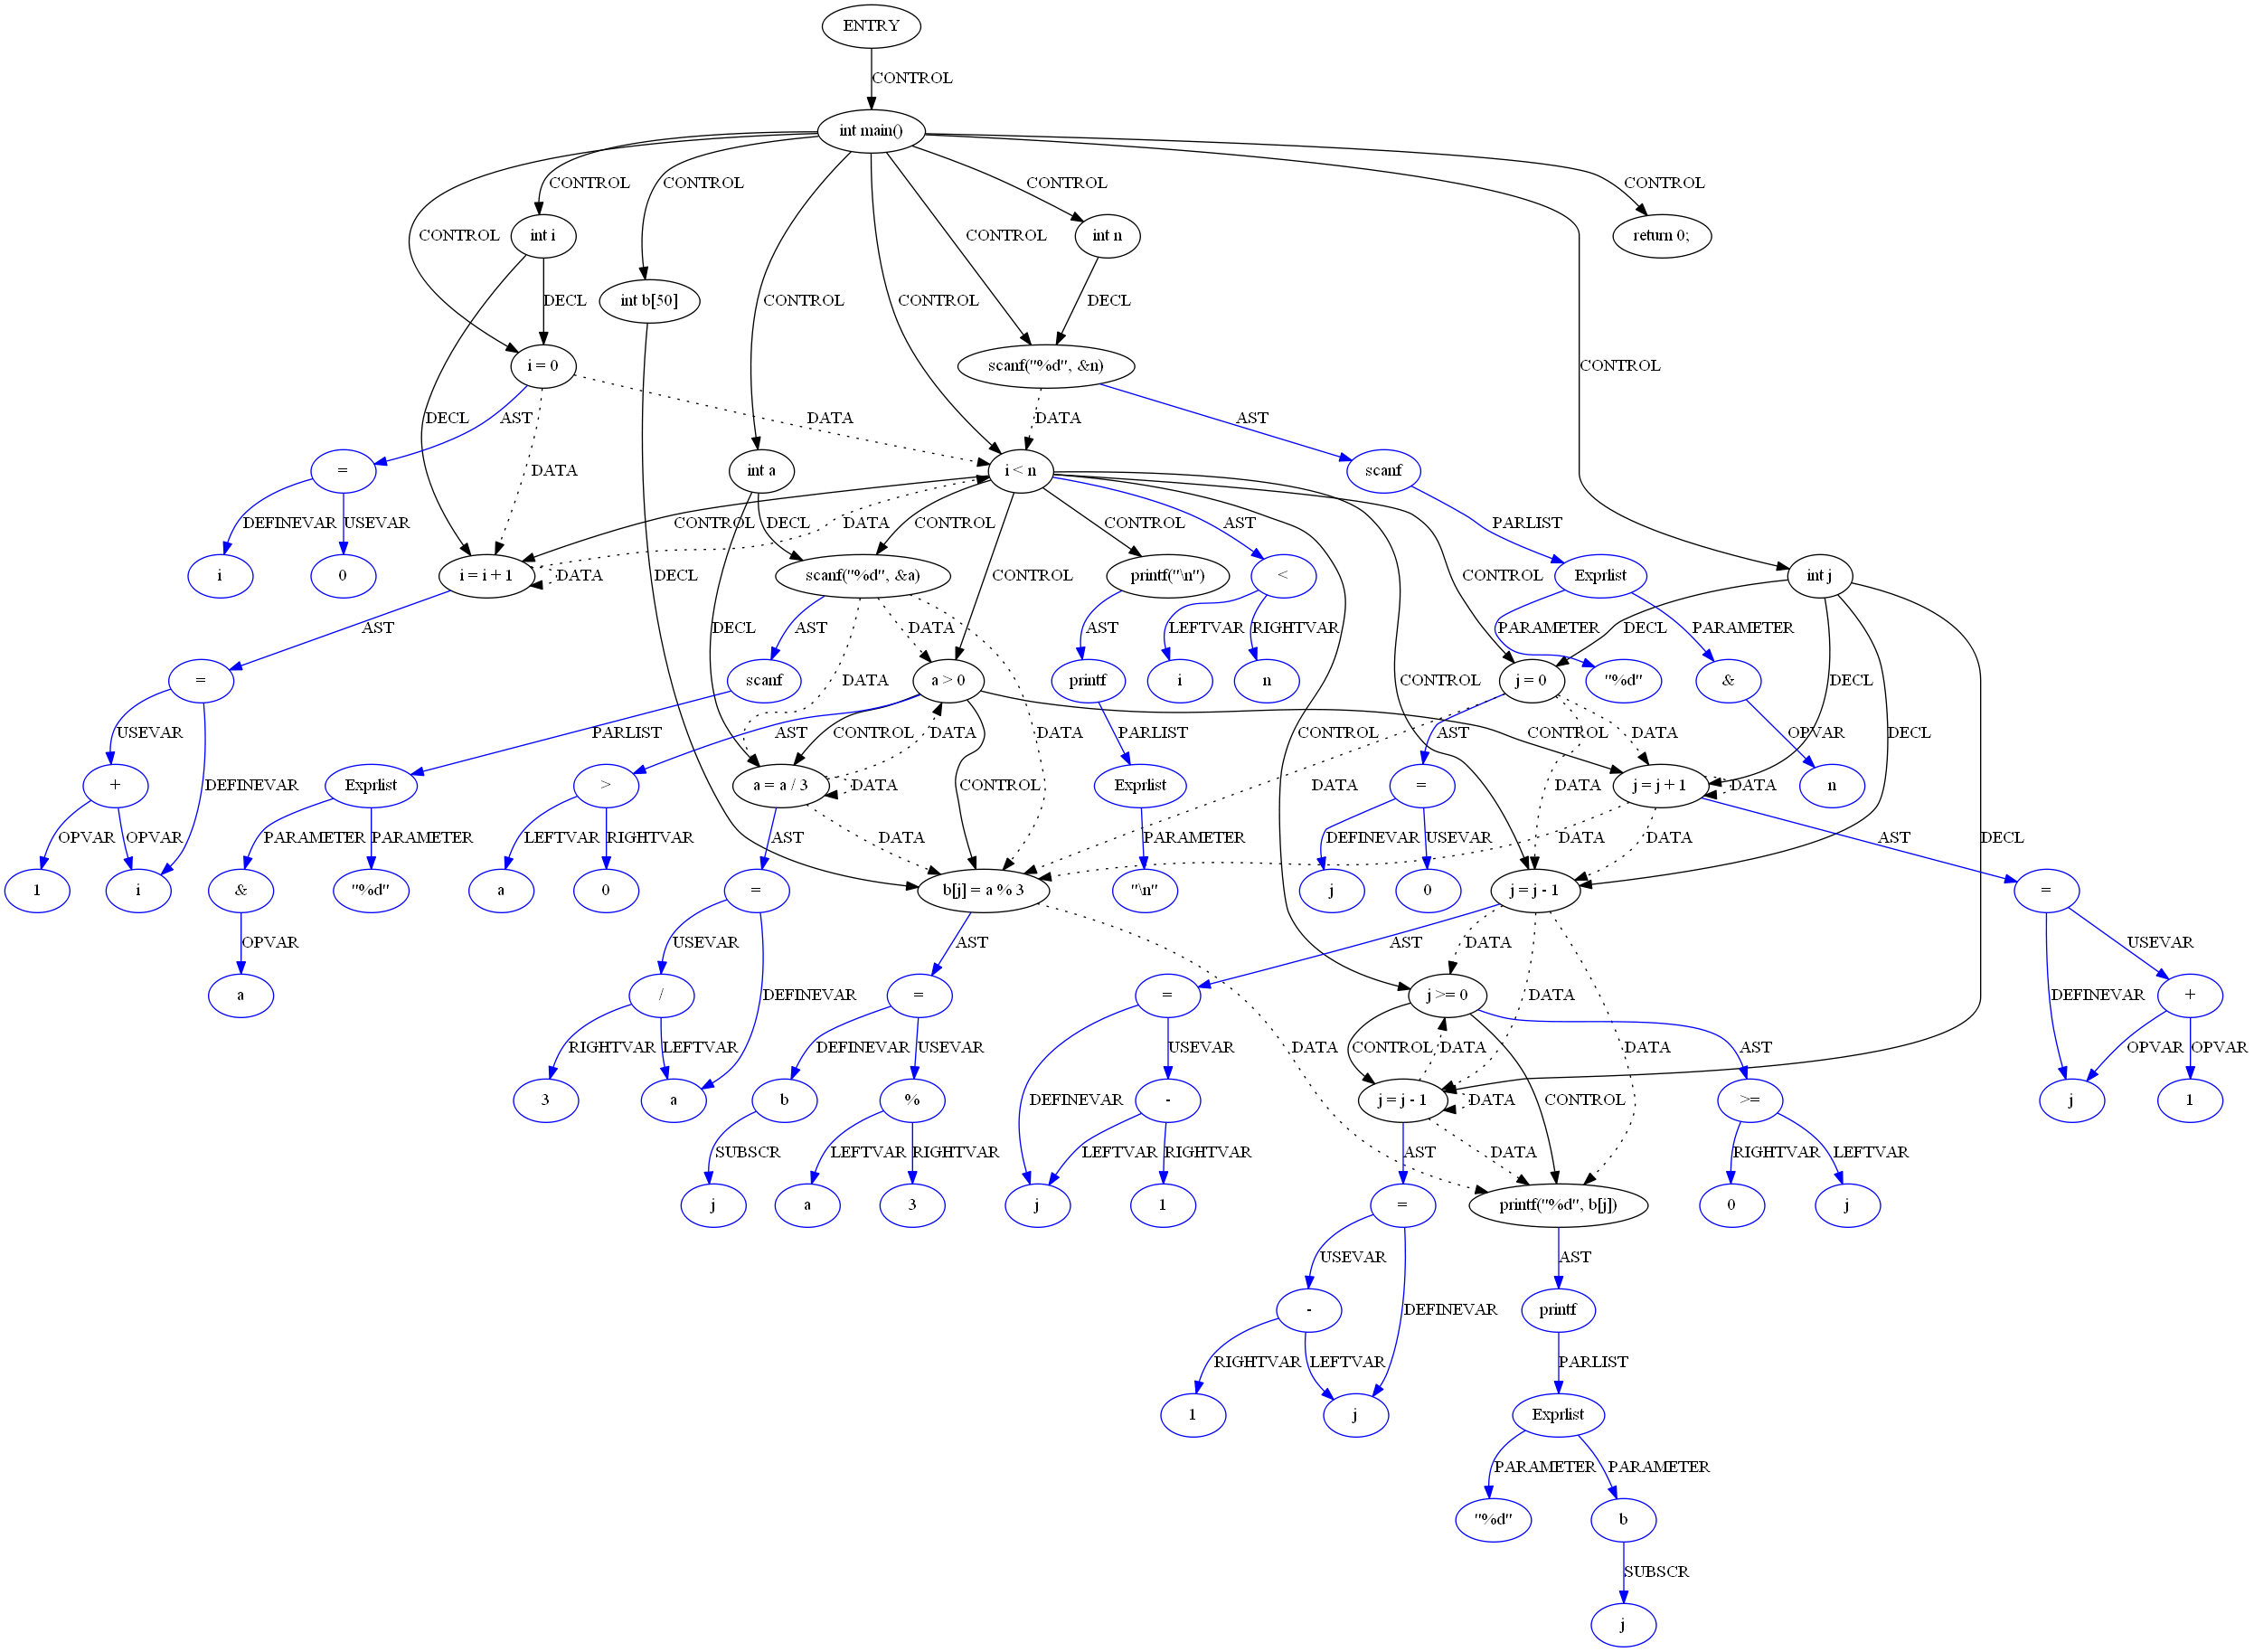 ENTRY
CONTROL
int main()
CONTROL CONTROL CONTROL CONTROL
CONTROL int i CONTROL int n return 0;
int b[50] DECL CONTROL CONTROL DECL
i = 0 scanf("%d", &n) CONTROL
DECL AST DATA DATA AST
= DATA int a i < n scanf
DEFINEVAR USEVAR CONTROL DATA DECL CONTROL CONTROL AST PARLIST
i 0 i = i + 1 DATA DECL scanf("%d", &a) CONTROL printf("\n") < CONTROL Exprlist int j
AST DECL AST DATA AST LEFTVAR RIGHTVAR PARAMETER DECL PARAMETER
= scanf DATA a > 0 printf i n CONTROL j = 0 "%d" & DECL
USEVAR PARLIST AST CONTROL DATA DATA PARLIST CONTROL AST CONTROL DATA OPVAR DECL
+ DEFINEVAR Exprlist > a = a / 3 DATA CONTROL Exprlist DATA = DATA j = j + 1 DATA n
OPVAR OPVAR PARAMETER PARAMETER LEFTVAR RIGHTVAR AST DATA PARAMETER DEFINEVAR USEVAR DATA DATA AST DECL
1 i & "%d" a 0 = b[j] = a % 3 "\n" j 0 j = j - 1 =
OPVAR USEVAR AST AST DATA USEVAR
a / DEFINEVAR = = j >= 0 DATA DEFINEVAR +
RIGHTVAR LEFTVAR DEFINEVAR USEVAR DATA USEVAR CONTROL DATA DATA AST OPVAR OPVAR
3 a b % DEFINEVAR - j = j - 1 DATA CONTROL >= j 1
SUBSCR LEFTVAR RIGHTVAR LEFTVAR RIGHTVAR AST DATA RIGHTVAR LEFTVAR
j a 3 j 1 = printf("%d", b[j]) 0 j
USEVAR AST
- DEFINEVAR printf
RIGHTVAR LEFTVAR PARLIST
1 j Exprlist
PARAMETER PARAMETER
"%d" b
SUBSCR
j